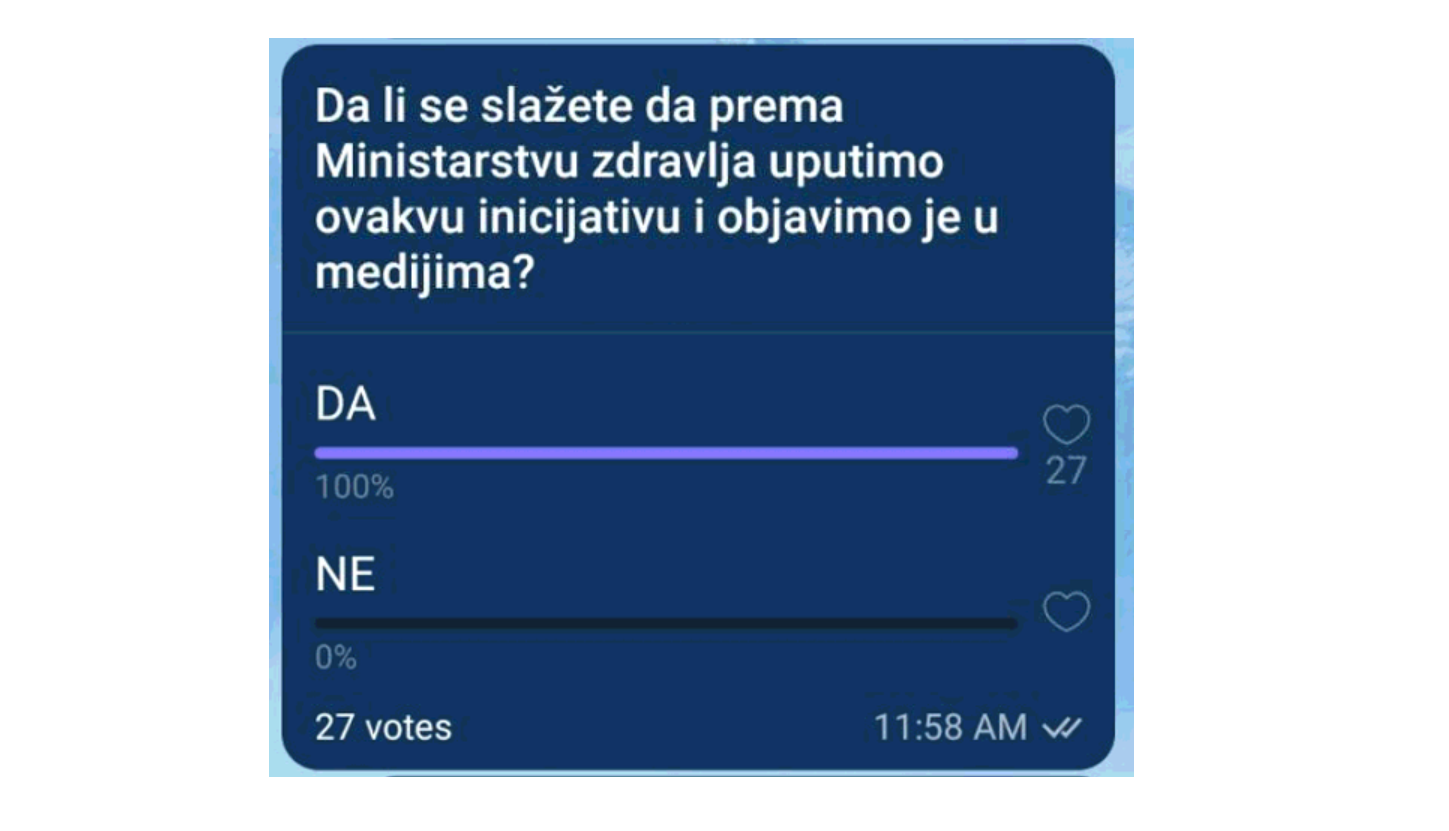 Da li se slažete da prema
Ministarstvu zdravlja uputimo
ovakvu inicijativu i objavimo je u
medijima?
DA
27
100%
NE
0%
27 votes
11:58 AM